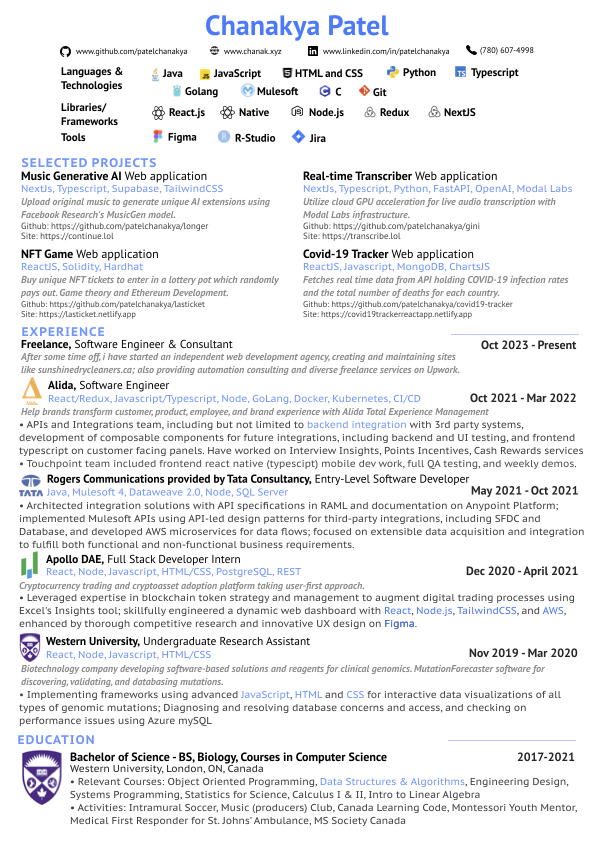 Chanakya Patel
www.github.com/patelchanakya www.chanak.xyz www.linkedin.com/in/patelchanakya (780) 607-4998
Languages &
Technologies
Java JavaScript HTML and CSS Python Typescript
Golang Mulesoft C Git
Libraries/
Frameworks
React.js Native Node.js Redux NextJS
Tools
Figma R-Studio Jira
SELECTED PROJECTS
Music Generative AI Web application
NextJs, Typescript, Supabase, TailwindCSS
Upload original music to generate unique AI extensions using
Facebook Research's MusicGen model.
Github: https://github.com/patelchanakya/longer
Site: https://continue.lol
Real-time Transcriber Web application
NextJs, Typescript, Python, FastAPI, OpenAI, Modal Labs
Utilize cloud GPU acceleration for live audio transcription with
Modal Labs infrastructure.
Github: https://github.com/patelchanakya/gini
Site: https://transcribe.lol
NFT Game Web application
ReactJS, Solidity, Hardhat
Buy unique NFT tickets to enter in a lottery pot which randomly
pays out. Game theory and Ethereum Development.
Github: https://github.com/patelchanakya/lasticket
Site: https://lasticket.netlify.app
Covid-19 Tracker Web application
ReactJS, Javascript, MongoDB, ChartsJS
Fetches real time data from API holding COVID-19 infection rates
and the total number of deaths for each country.
Github: https://github.com/patelchanakya/covid19-tracker
Site: https://covid19trackerreactapp.netlify.app
EXPERIENCE
Freelance, Software Engineer & Consultant Oct 2023 - Present
After some time off, i have started an independent web development agency, creating and maintaining sites
like sunshinedrycleaners.ca; also providing automation consulting and diverse freelance services on Upwork.
Alida, Software Engineer
React/Redux, Javascript/Typescript, Node, GoLang, Docker, Kubernetes, CI/CD Oct 2021 - Mar 2022
Help brands transform customer, product, employee, and brand experience with Alida Total Experience Management
• APIs and Integrations team, including but not limited to backend integration with 3rd party systems,
development of composable components for future integrations, including backend and UI testing, and frontend
typescript on customer facing panels. Have worked on Interview Insights, Points Incentives, Cash Rewards services
• Touchpoint team included frontend react native (typescipt) mobile dev work, full QA testing, and weekly demos.
TATA
Rogers Communications provided by Tata Consultancy, Entry-Level Software Developer
Java, Mulesoft 4, Dataweave 2.0, Node, SQL Server May 2021 - Oct 2021
• Architected integration solutions with API specifications in RAML and documentation on Anypoint Platform;
implemented Mulesoft APIs using API-led design patterns for third-party integrations, including SFDC and
Database, and developed AWS microservices for data flows; focused on extensible data acquisition and integration
to fulfill both functional and non-functional business requirements.
Apollo DAE, Full Stack Developer Intern
React, Node, Javascript, HTML/CSS, PostgreSQL, REST Dec 2020 - April 2021
Cryptocurrency trading and cryptoasset adoption platform taking user-first approach.
• Leveraged expertise in blockchain token strategy and management to augment digital trading processes using
Excel's Insights tool; skillfully engineered a dynamic web dashboard with React, Node.js, TailwindCSS, and AWS,
enhanced by thorough competitive research and innovative UX design on Figma.
Western University, Undergraduate Research Assistant
React, Node, Javascript, HTML/CSS Nov 2019 - Mar 2020
Biotechnology company developing software-based solutions and reagents for clinical genomics. MutationForecaster software for
discovering, validating, and databasing mutations.
• Implementing frameworks using advanced JavaScript, HTML and CSS for interactive data visualizations of all
types of genomic mutations; Diagnosing and resolving database concerns and access, and checking on
performance issues using Azure mySQL
EDUCATION
Bachelor of Science - BS, Biology, Courses in Computer Science 2017-2021
Western University, London, ON, Canada
• Relevant Courses: Object Oriented Programming, Data Structures & Algorithms, Engineering Design,
Systems Programming, Statistics for Science, Calculus I & II, Intro to Linear Algebra
• Activities: Intramural Soccer, Music (producers) Club, Canada Learning Code, Montessori Youth Mentor,
Medical First Responder for St. Johns' Ambulance, MS Society Canada